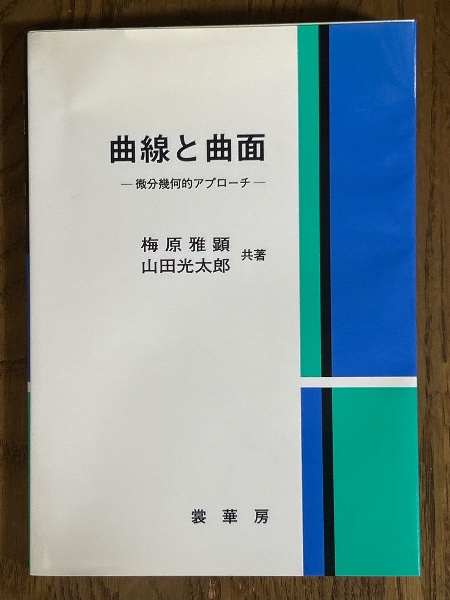 曲線と曲面
―微分幾何的アプローチ―
梅原雅顕
山田光太郎
共著
裳華房